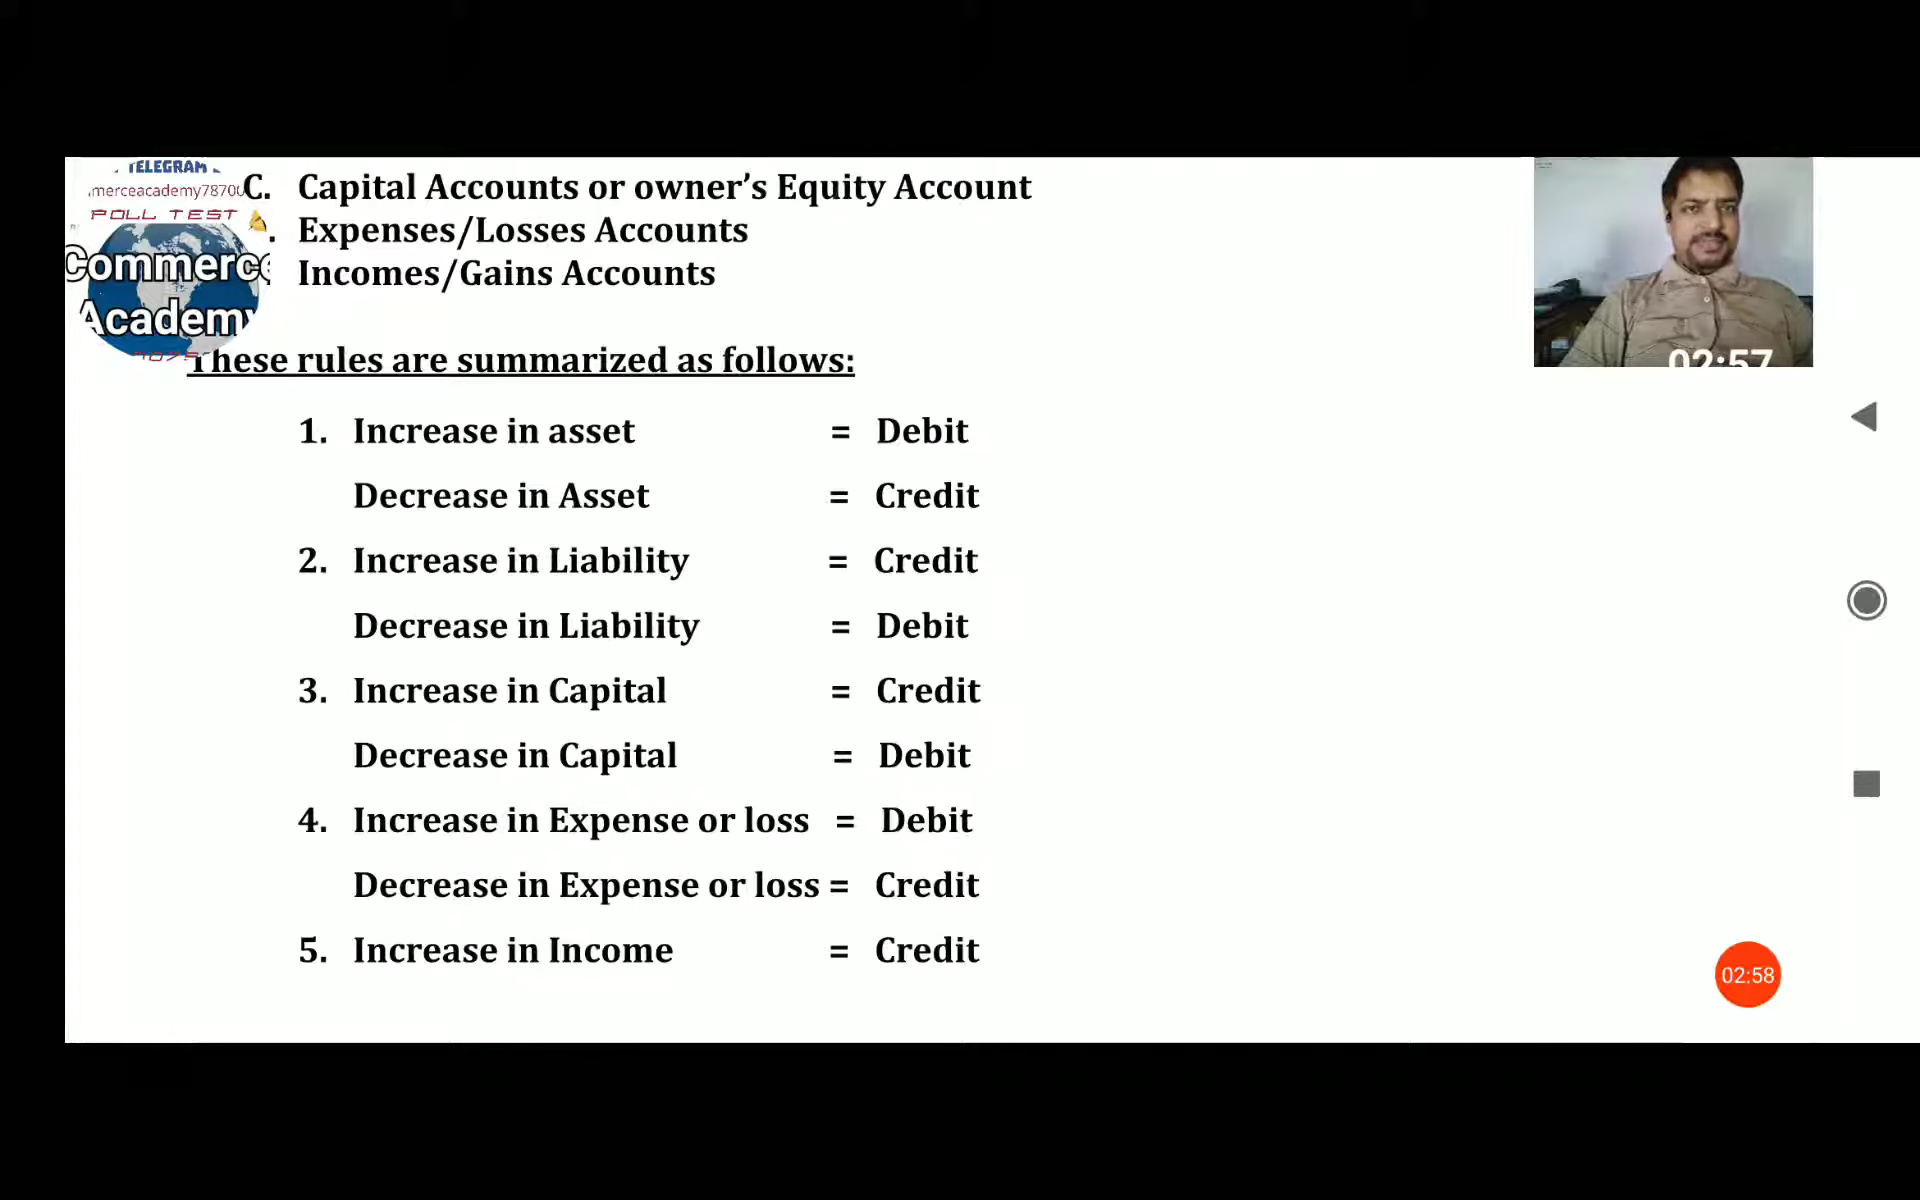 TELEGRAM
merceacademy7870
POLL TEST
Commerce
Academy
C. Capital Accounts or owner's Equity Account
Expenses/Losses Accounts
Incomes/Gains Accounts
These rules are summarized as follows:
1. Increase in asset = Debit
Decrease in Asset = Credit
2. Increase in Liability = Credit
Decrease in Liability = Debit
3. Increase in Capital = Credit
Decrease in Capital = Debit
4. Increase in Expense or loss = Debit
Decrease in Expense or loss = Credit
5. Increase in Income = Credit
02:57
02:58